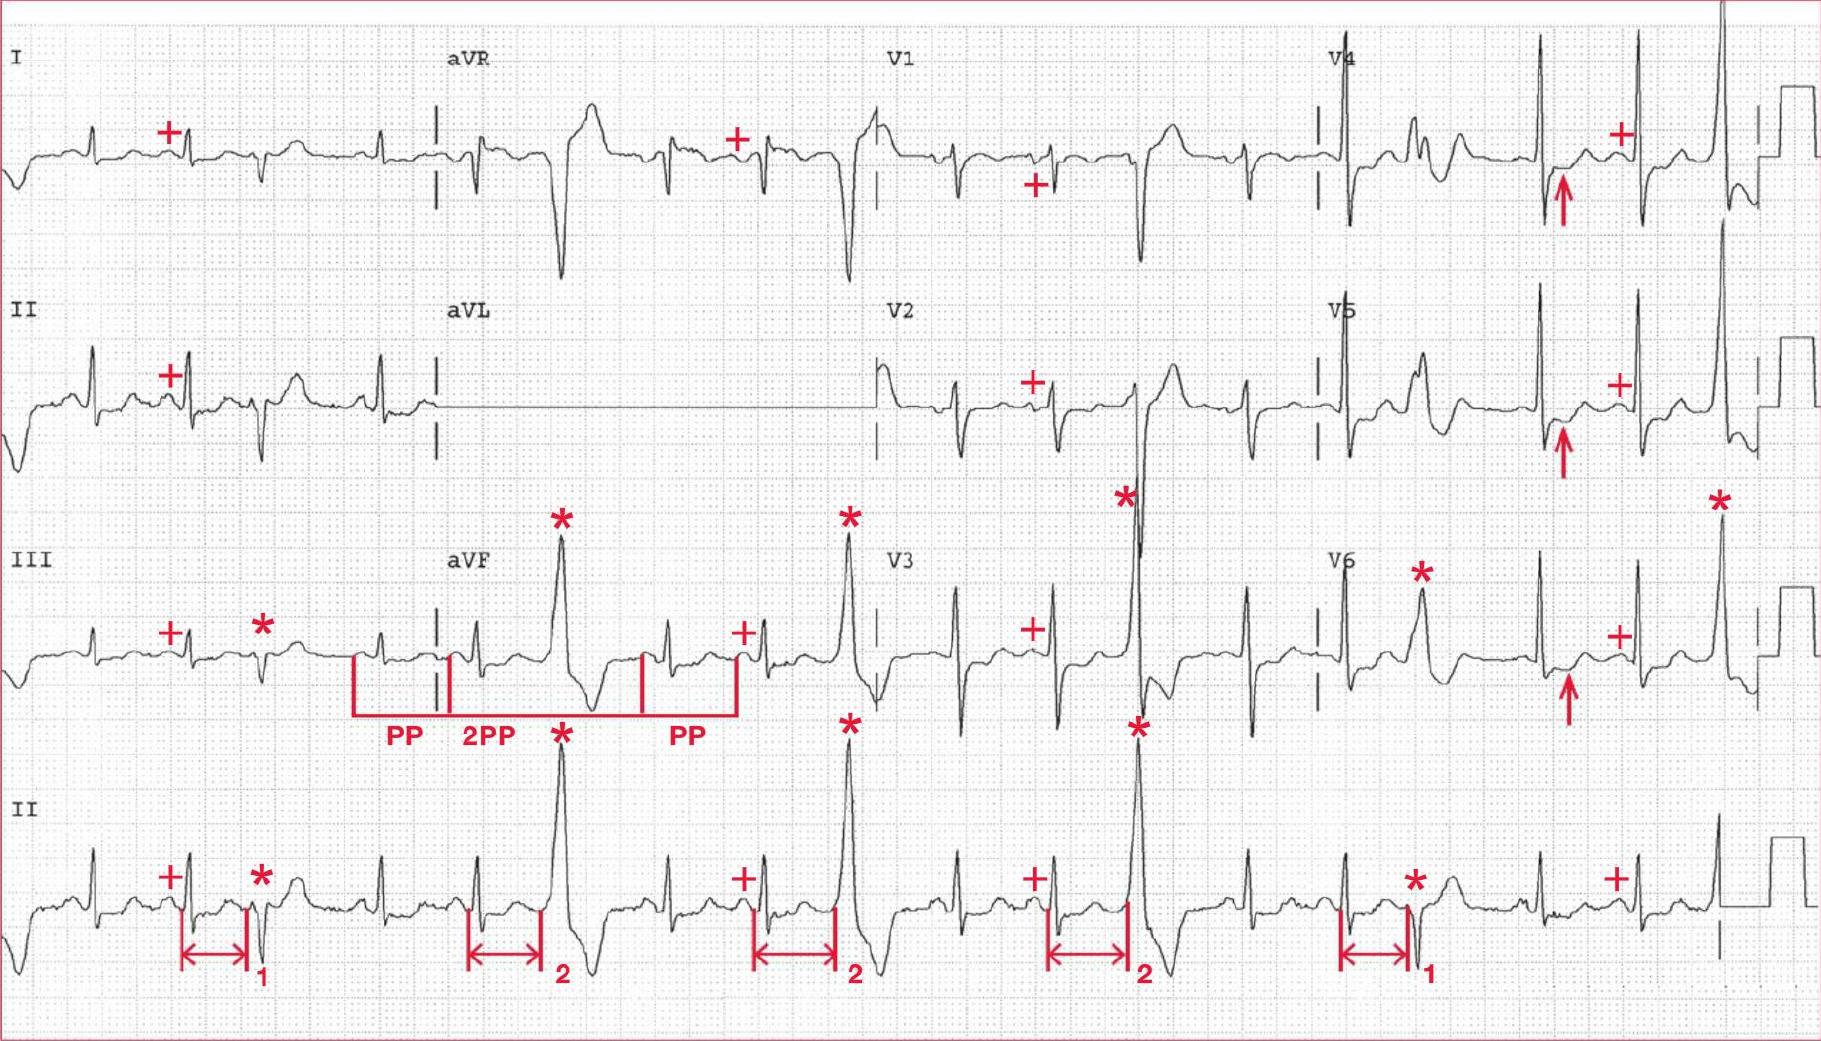 I aVR V1 V4
+ + + +
II aVL V2 V5
+ + +
* * * *
III aVF V3 V6
*
+ * + + +
PP 2PP PP
* * *
II
+ * + + * +
1 2 2 2 1